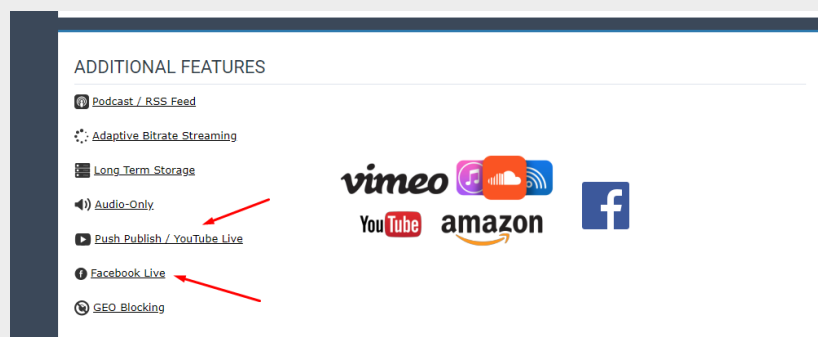 ADDITIONAL FEATURES
Podcast / RSS Feed
Adaptive Bitrate Streaming
Long Term Storage
Audio-Only
Push Publish / YouTube Live
Facebook Live
GEO Blocking
vimeo
YouTube
amazon
f